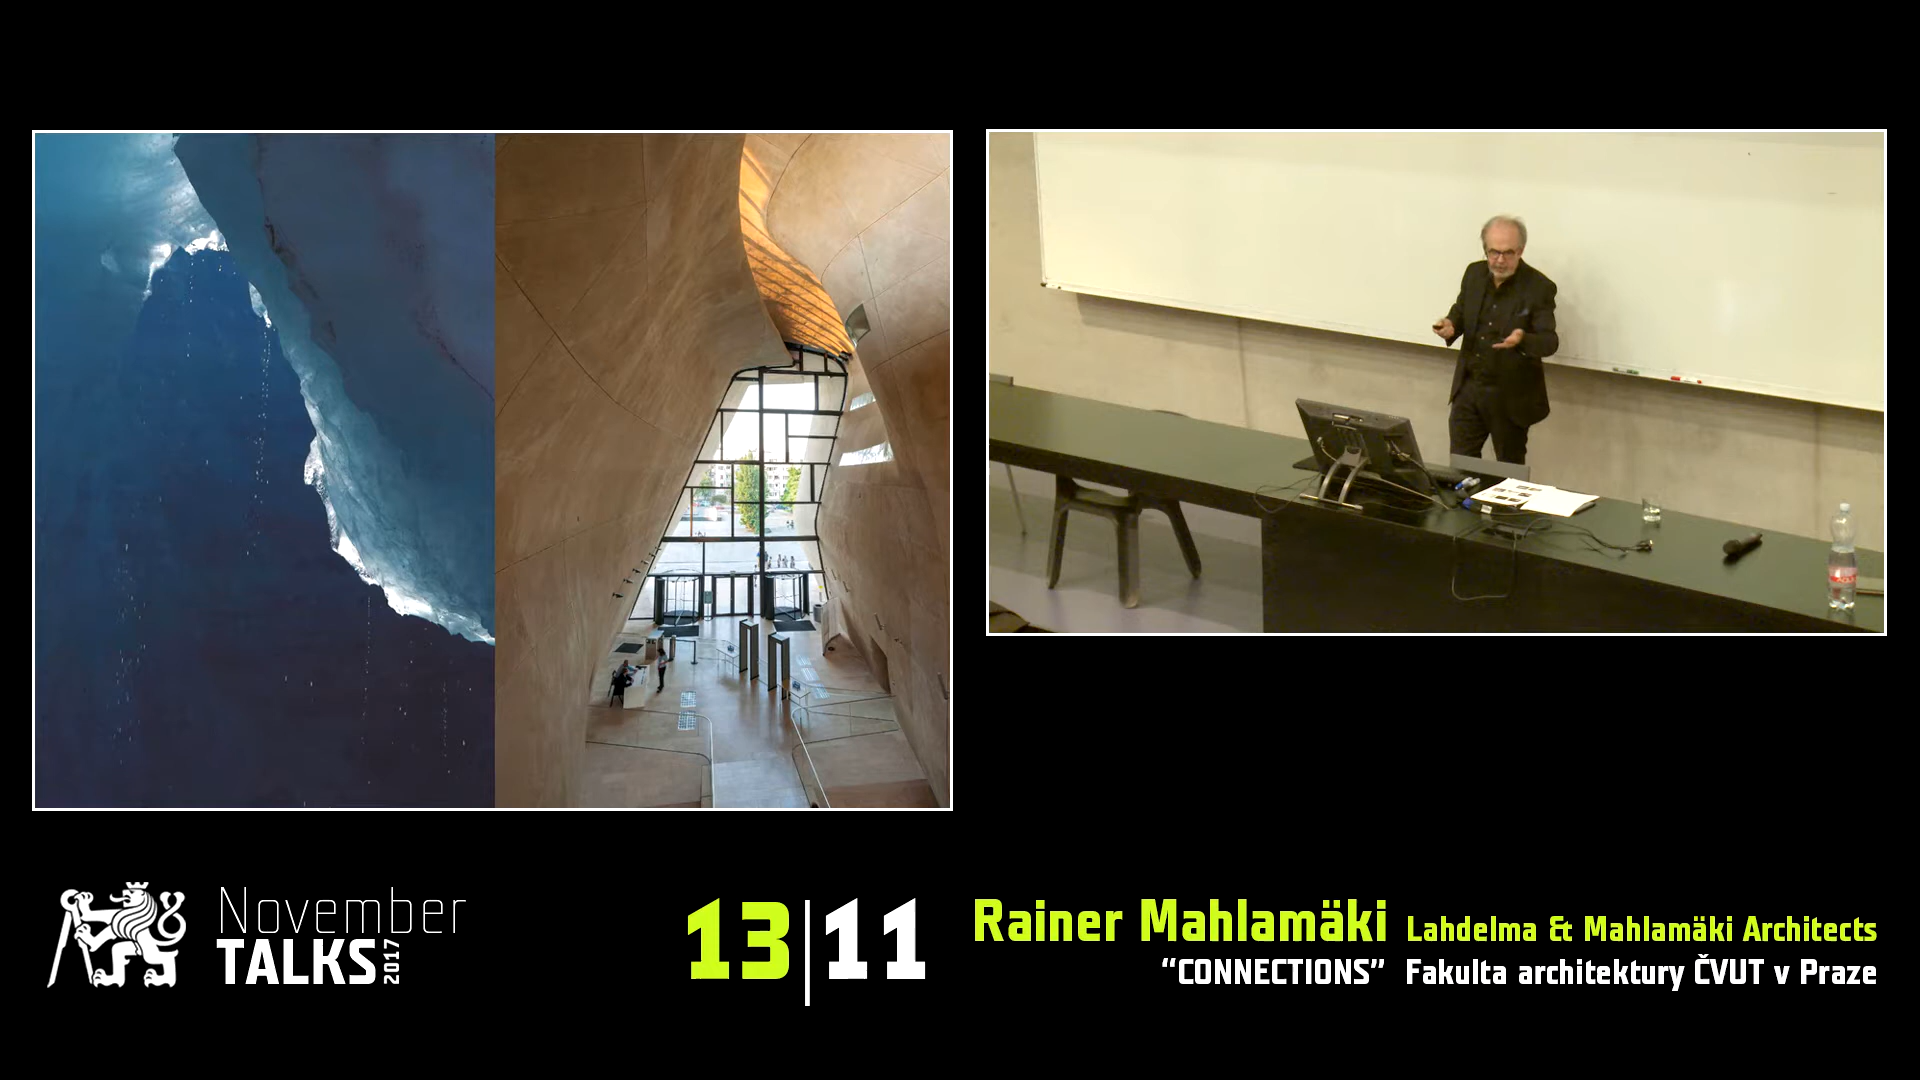 November
TALKS 2017
13|11
Rainer Mahlamäki Lahdelma & Mahlamäki Architects
“CONNECTIONS” Fakulta architektury ČVUT v Praze